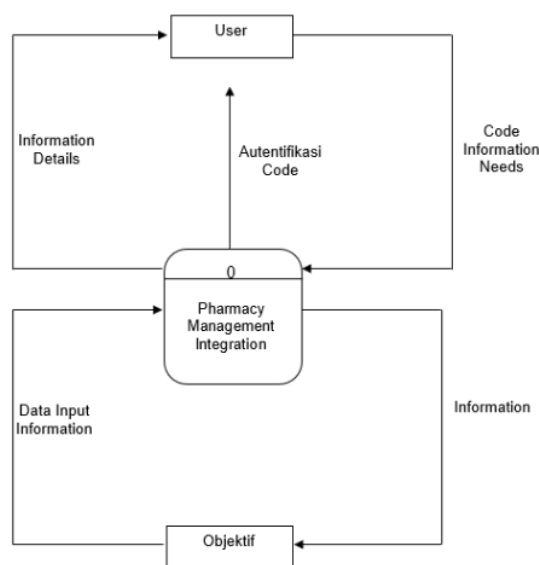 User
Information
Details
Autentifikasi
Code
Code
Information
Needs
0
Pharmacy
Management
Integration
Data Input
Information
Information
Objektif